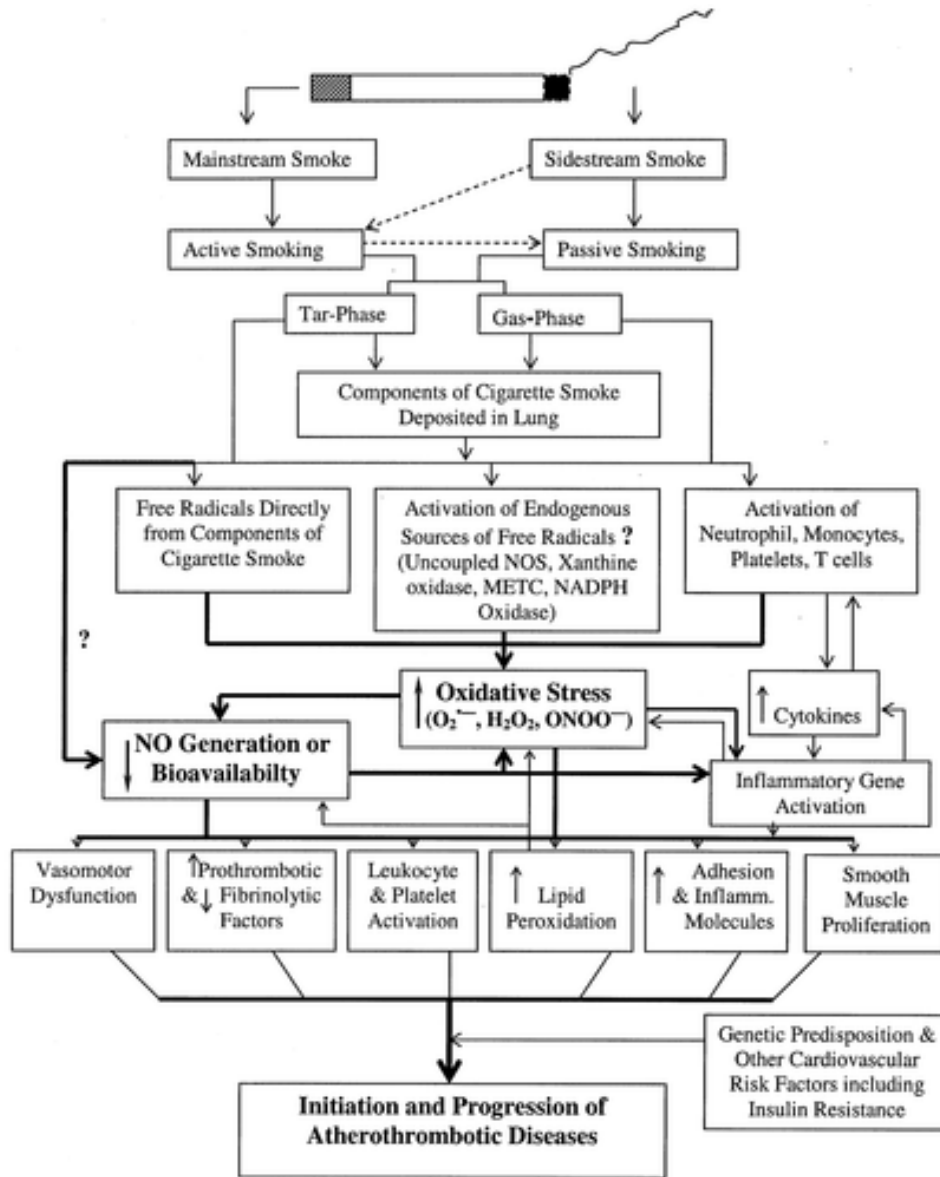 Mainstream Smoke
Sidestream Smoke
Active Smoking
Passive Smoking
Tar-Phase
Gas-Phase
Components of Cigarette Smoke
Deposited in Lung
Free Radicals Directly
from Components of
Cigarette Smoke
Activation of Endogenous
Sources of Free Radicals ?
(Uncoupled NOS, Xanthine
oxidase, METC, NADPH
Oxidase)
Activation of
Neutrophil, Monocytes,
Platelets, T cells
?
↑ Oxidative Stress
(O₂•—, H₂O₂, ONOO—)
↑ Cytokines
↓ NO Generation or
Bioavailabilty
Inflammatory Gene
Activation
Vasomotor
Dysfunction
↑Prothrombotic
&↓ Fibrinolytic
Factors
Leukocyte
& Platelet
Activation
↑ Lipid
Peroxidation
↑ Adhesion
& Inflamm.
Molecules
Smooth
Muscle
Proliferation
Genetic Predisposition &
Other Cardiovascular
Risk Factors including
Insulin Resistance
Initiation and Progression of
Atherothrombotic Diseases